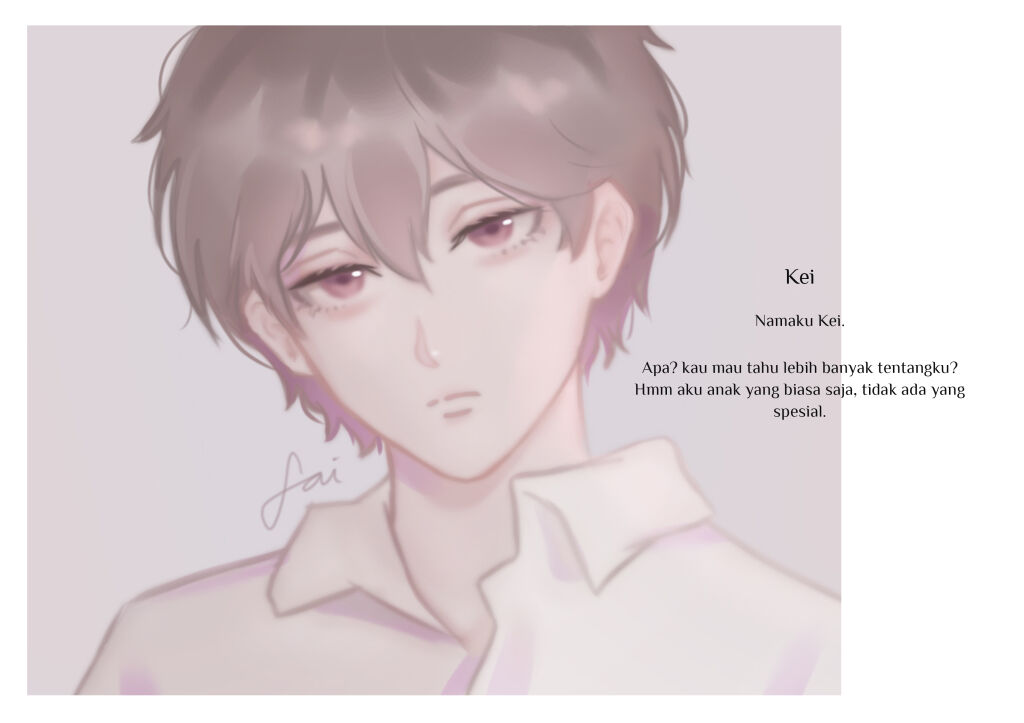 Kei
Namaku Kei.
Apa? kau mau tahu lebih banyak tentangku?
Hmm aku anak yang biasa saja, tidak ada yang
spesial.